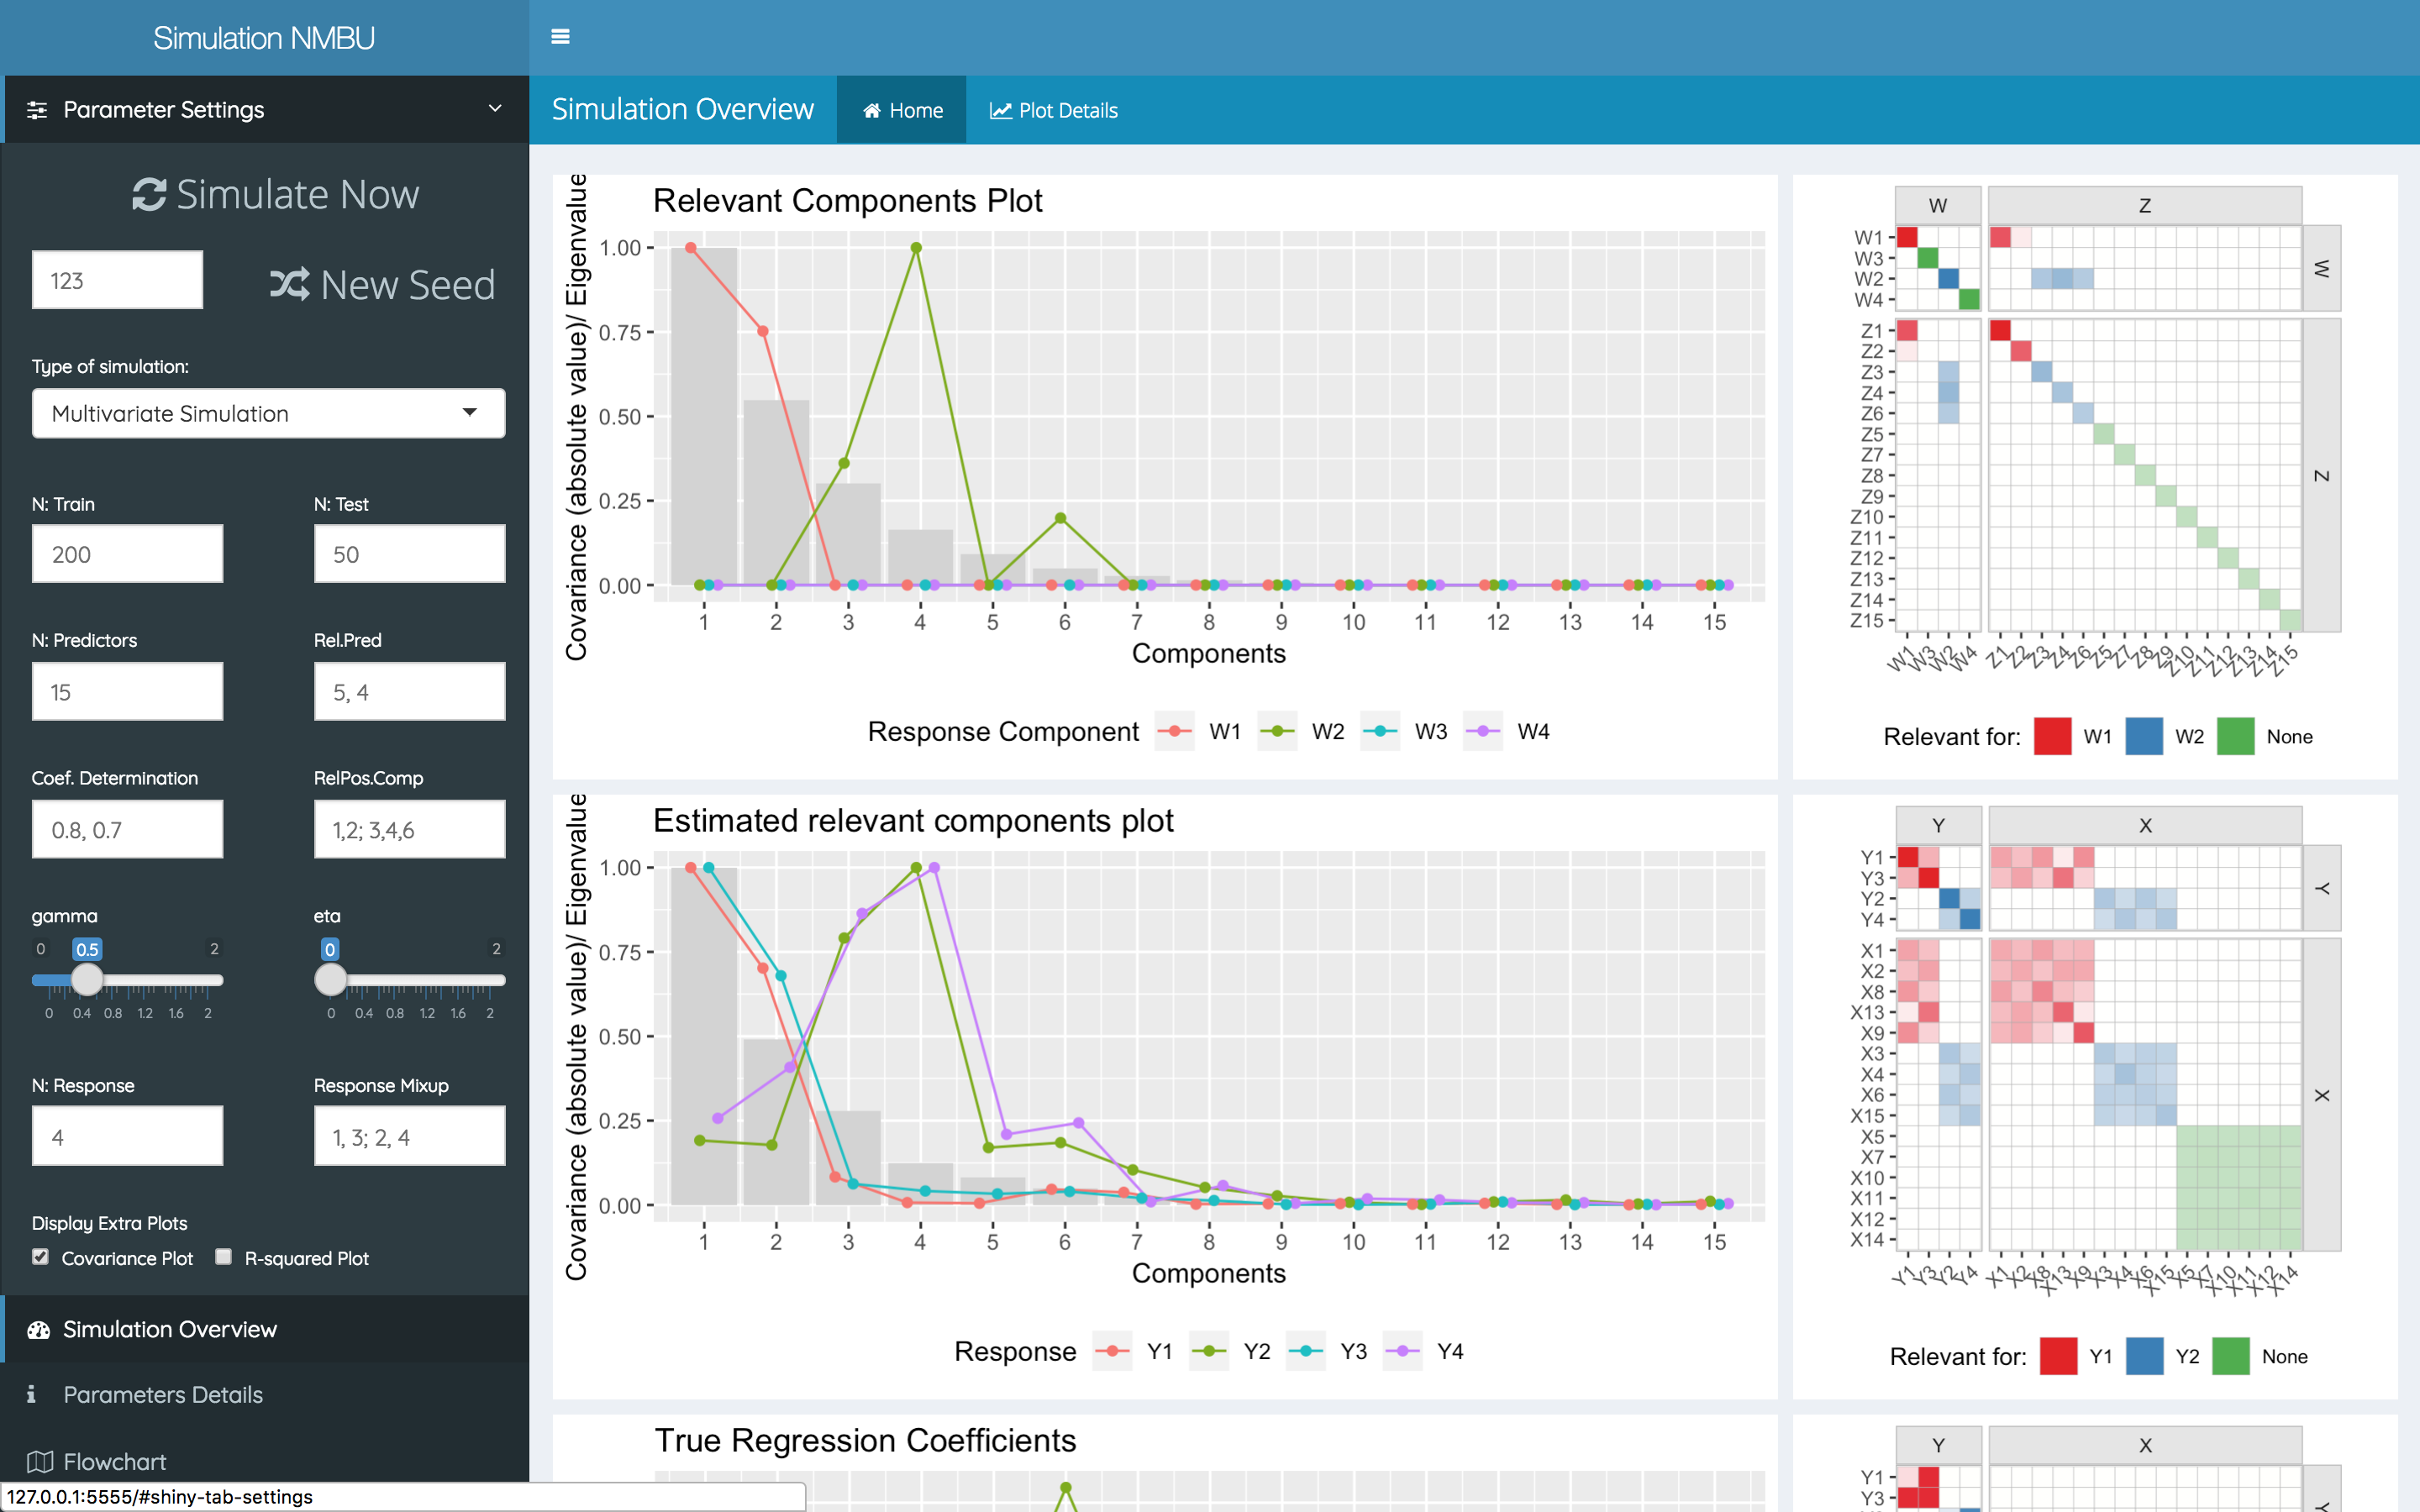 Simulation NMBU
Parameter Settings
Simulate Now
123
New Seed
Type of simulation:
Multivariate Simulation
N: Train
N: Test
200
50
N: Predictors
Rel.Pred
15
5, 4
Coef. Determination
RelPos.Comp
0.8, 0.7
1,2; 3,4,6
gamma
eta
0 0.5 2
0 2
0 0.4 0.8 1.2 1.6 2
0 0.4 0.8 1.2 1.6 2
N: Response
Response Mixup
4
1, 3; 2, 4
Display Extra Plots
Covariance Plot
R-squared Plot
Simulation Overview
Parameters Details
Flowchart
127.0.0.1:5555/#shiny-tab-settings
Simulation Overview
Home
Plot Details
Relevant Components Plot
Covariance (absolute value)/ Eigenvalue
1.00
0.75
0.50
0.25
0.00
1 2 3 4 5 6 7 8 9 10 11 12 13 14 15
Components
Response Component W1 W2 W3 W4
W Z
W1
W3
W2
W4
W
Z1
Z2
Z3
Z4
Z6
Z5
Z7
Z8
Z9
Z10
Z11
Z12
Z13
Z14
Z15
Z
W1 W3 W2 W4 Z1 Z2 Z3 Z4 Z6 Z5 Z7 Z8 Z9 Z10 Z11 Z12 Z13 Z14 Z15
Relevant for: W1 W2 None
Estimated relevant components plot
Covariance (absolute value)/ Eigenvalue
1.00
0.75
0.50
0.25
0.00
1 2 3 4 5 6 7 8 9 10 11 12 13 14 15
Components
Response Y1 Y2 Y3 Y4
Y X
Y1
Y3
Y2
Y4
Y
X1
X2
X8
X13
X9
X3
X4
X6
X15
X5
X7
X10
X11
X12
X14
X
Y1 Y3 Y2 Y4 X1 X2 X8 X13 X9 X3 X4 X6 X15 X5 X7 X10 X11 X12 X14
Relevant for: Y1 Y2 None
True Regression Coefficients
Y X
Y1
Y3
Y